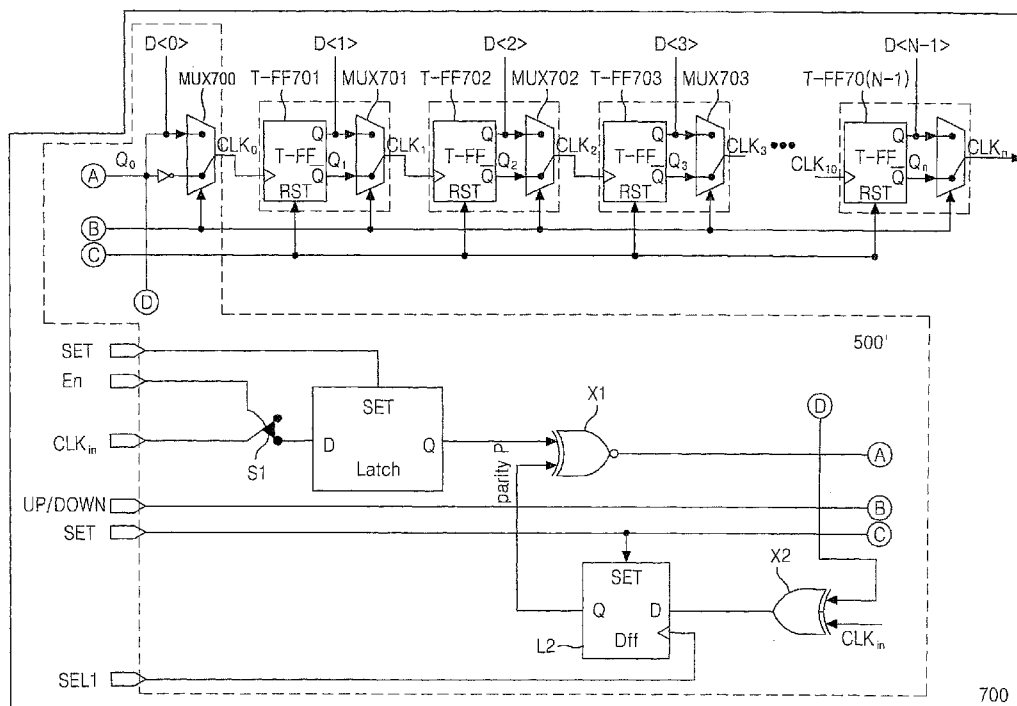 D<0> D<1> D<2> D<3> D<N-1>
MUX700 T-FF701 MUX701 T-FF702 MUX702 T-FF703 MUX703 T-FF70(N-1)
Q₀ CLK₀ Q T-FF Q̅ RST Q₁ CLK₁ Q T-FF Q̅ RST Q₂ CLK₂ Q T-FF Q̅ RST Q₃ CLK₃ ••• CLK₁₀ Q T-FF Q̅ RST Qₙ CLKₙ
A
B
C
D
500'
SET
En
CLKᵢₙ
S1
SET
D Q
Latch
X1
parity P
D
A
UP/DOWN B
SET C
X2
SET
Q D
Dff
L2
CLKᵢₙ
SEL1
700